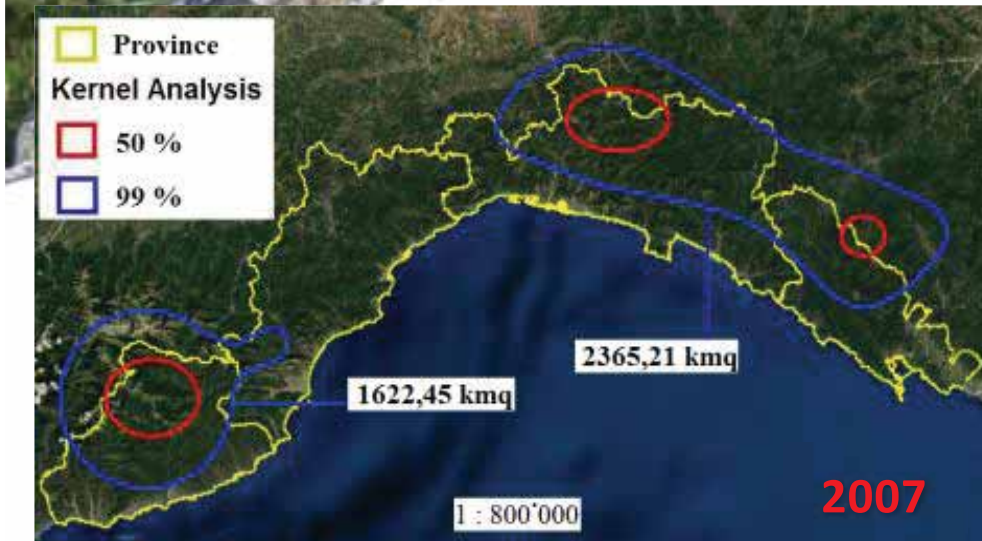 Province
Kernel Analysis
50 %
99 %
2365,21 kmq
1622,45 kmq
2007
1 : 800'000